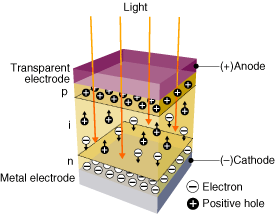 Light
Transparent
electrode
(+)Anode
p
i
n
(−)Cathode
Metal electrode
Electron
Positive hole